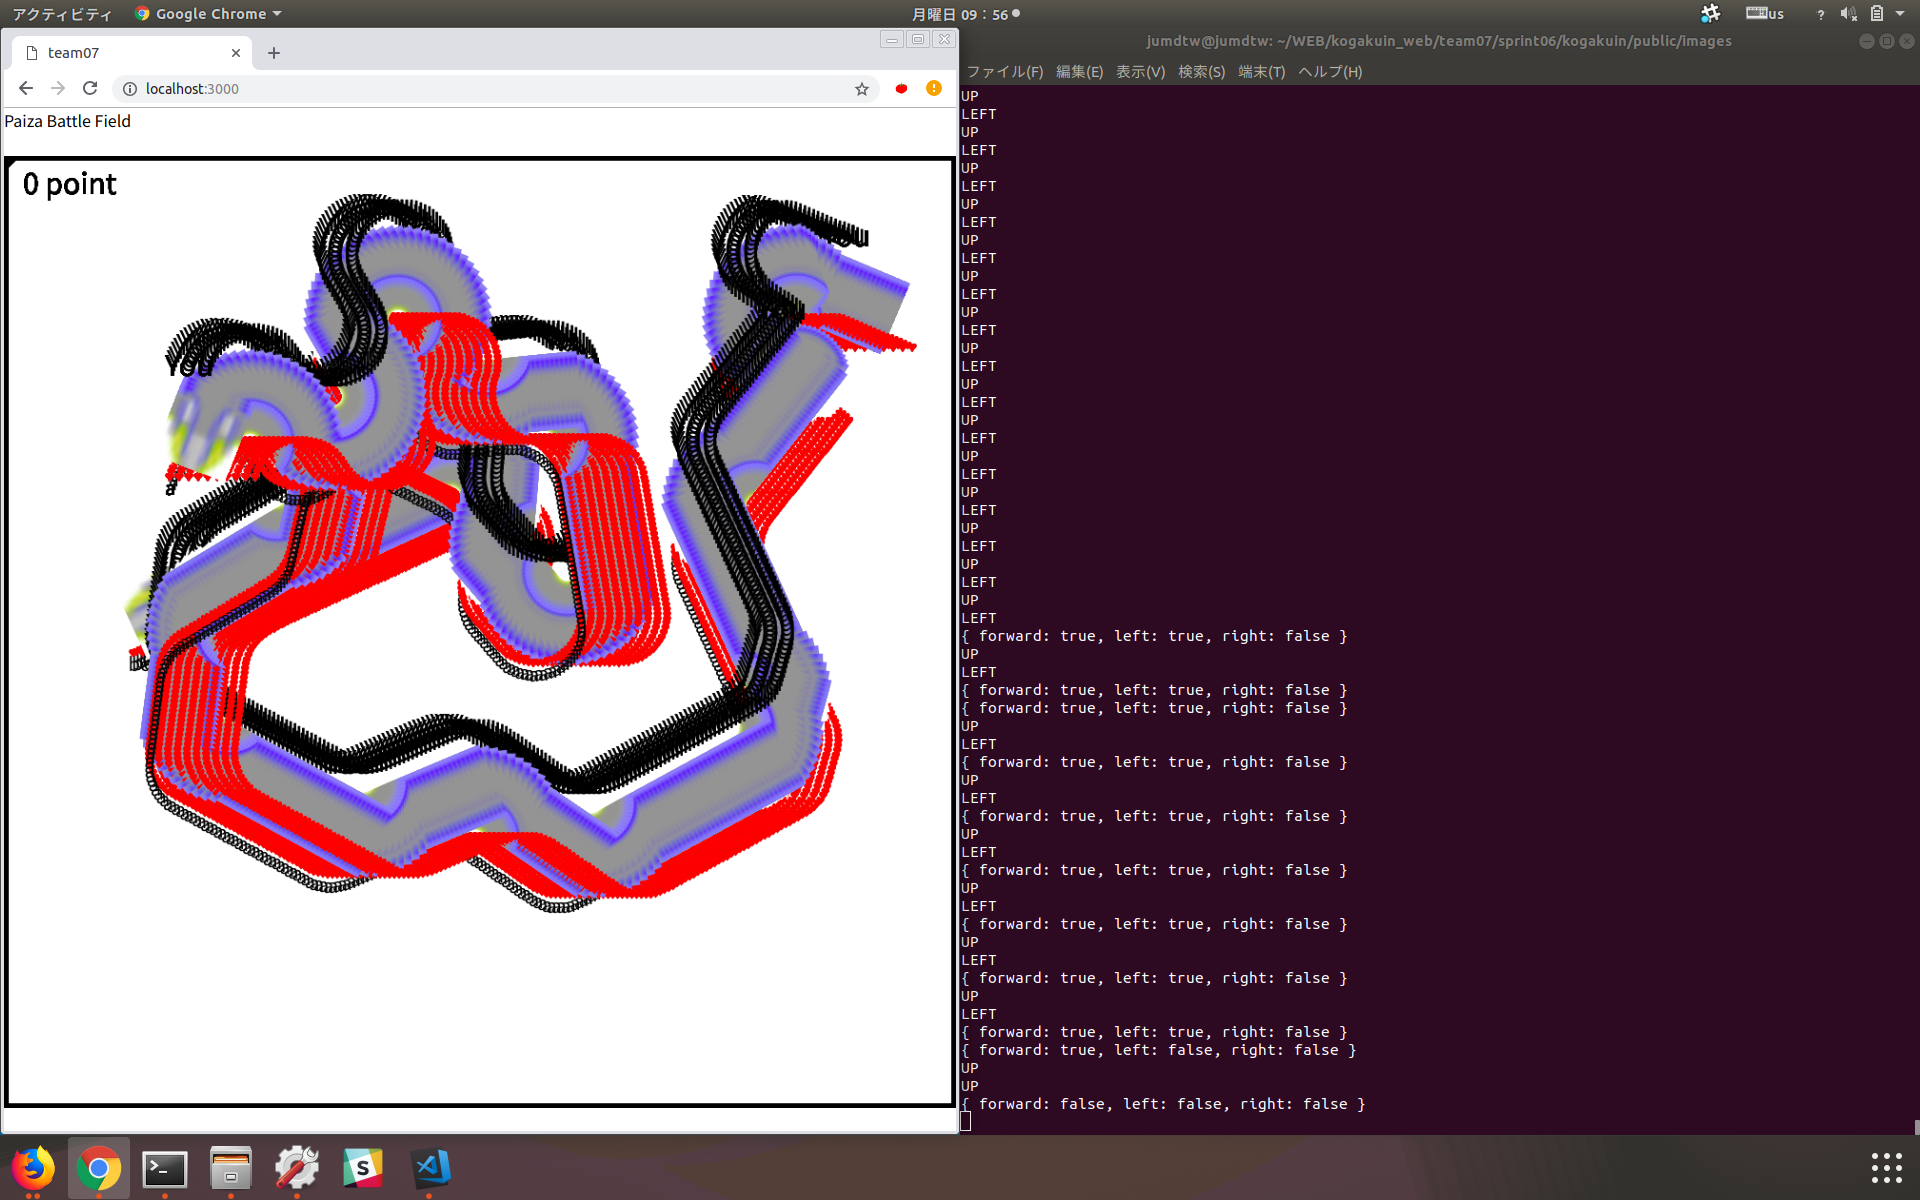 アクティビティ
Google Chrome
月曜日 09：56
us
?
team07
localhost:3000
Paiza Battle Field
0 point
You
jumdtw@jumdtw: ~/WEB/kogakuin_web/team07/sprint06/kogakuin/public/images
ファイル(F) 編集(E) 表示(V) 検索(S) 端末(T) ヘルプ(H)
UP
LEFT
UP
LEFT
UP
LEFT
UP
LEFT
UP
LEFT
UP
LEFT
UP
LEFT
UP
LEFT
UP
LEFT
UP
LEFT
UP
LEFT
UP
LEFT
UP
LEFT
UP
LEFT
UP
LEFT
{ forward: true, left: true, right: false }
UP
LEFT
{ forward: true, left: true, right: false }
{ forward: true, left: true, right: false }
UP
LEFT
{ forward: true, left: true, right: false }
UP
LEFT
{ forward: true, left: true, right: false }
UP
LEFT
{ forward: true, left: true, right: false }
UP
LEFT
{ forward: true, left: true, right: false }
UP
LEFT
{ forward: true, left: true, right: false }
UP
LEFT
{ forward: true, left: true, right: false }
{ forward: true, left: false, right: false }
UP
UP
{ forward: false, left: false, right: false }
S